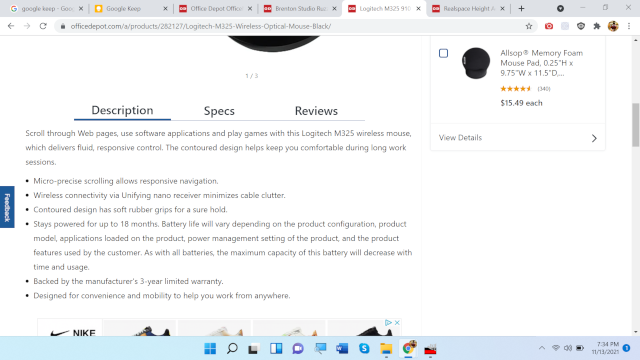 google keep - Goo
Google Keep
Office Depot Office
Brenton Studio Ru
Logitech M325 910
Realspace Height A
officedepot.com/a/products/282127/Logitech-M325-Wireless-Optical-Mouse-Black/
1 / 3
Description Specs Reviews
Scroll through Web pages, use software applications and play games with this Logitech M325 wireless mouse,
which delivers fluid, responsive control. The contoured design helps keep you comfortable during long work
sessions.
Micro-precise scrolling allows responsive navigation.
Wireless connectivity via Unifying nano receiver minimizes cable clutter.
Contoured design has soft rubber grips for a sure hold.
Stays powered for up to 18 months. Battery life will vary depending on the product configuration, product
model, applications loaded on the product, power management setting of the product, and the product
features used by the customer. As with all batteries, the maximum capacity of this battery will decrease with
time and usage.
Backed by the manufacturer's 3-year limited warranty.
Designed for convenience and mobility to help you work from anywhere.
Feedback
Allsop® Memory Foam
Mouse Pad, 0.25"H x
9.75"W x 11.5"D,...
(340)
$15.49 each
View Details
NIKE
7:34 PM
11/13/2021